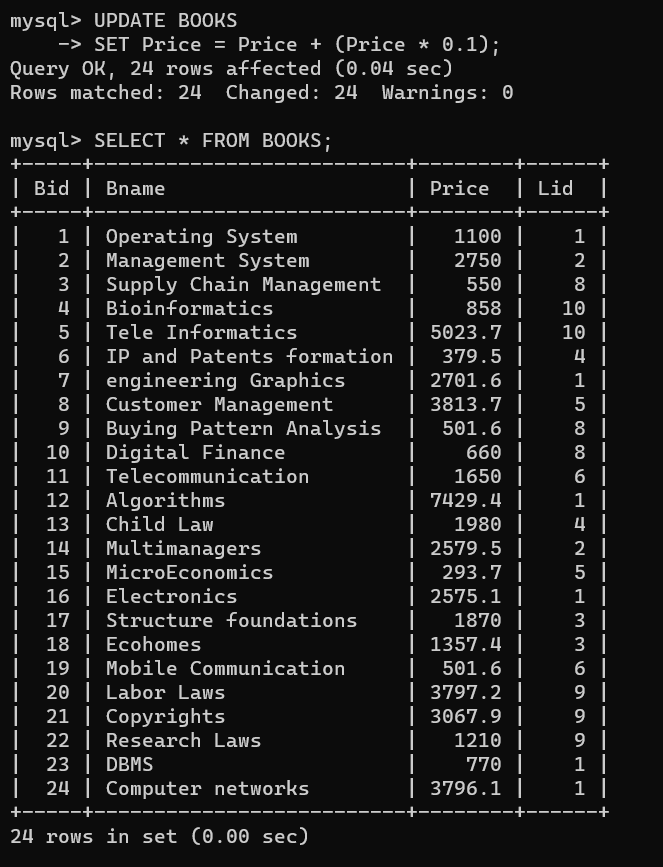 mysql> UPDATE BOOKS
    -> SET Price = Price + (Price * 0.1);
Query OK, 24 rows affected (0.04 sec)
Rows matched: 24  Changed: 24  Warnings: 0

mysql> SELECT * FROM BOOKS;
+-----+--------------------------+--------+------+
| Bid | Bname                    | Price  | Lid  |
+-----+--------------------------+--------+------+
|   1 | Operating System         |   1100 |    1 |
|   2 | Management System        |   2750 |    2 |
|   3 | Supply Chain Management  |    550 |    8 |
|   4 | Bioinformatics           |    858 |   10 |
|   5 | Tele Informatics         | 5023.7 |   10 |
|   6 | IP and Patents formation |  379.5 |    4 |
|   7 | engineering Graphics     | 2701.6 |    1 |
|   8 | Customer Management      | 3813.7 |    5 |
|   9 | Buying Pattern Analysis  |  501.6 |    8 |
|  10 | Digital Finance          |    660 |    8 |
|  11 | Telecommunication        |   1650 |    6 |
|  12 | Algorithms               | 7429.4 |    1 |
|  13 | Child Law                |   1980 |    4 |
|  14 | Multimanagers            | 2579.5 |    2 |
|  15 | MicroEconomics           |  293.7 |    5 |
|  16 | Electronics              | 2575.1 |    1 |
|  17 | Structure foundations    |   1870 |    3 |
|  18 | Ecohomes                 | 1357.4 |    3 |
|  19 | Mobile Communication     |  501.6 |    6 |
|  20 | Labor Laws               | 3797.2 |    9 |
|  21 | Copyrights               | 3067.9 |    9 |
|  22 | Research Laws            |   1210 |    9 |
|  23 | DBMS                     |    770 |    1 |
|  24 | Computer networks        | 3796.1 |    1 |
+-----+--------------------------+--------+------+
24 rows in set (0.00 sec)